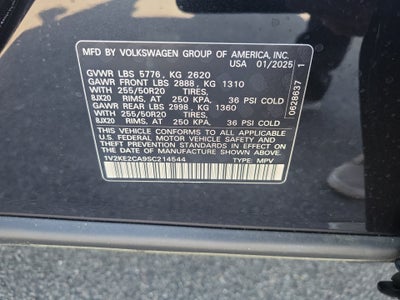 MFD BY VOLKSWAGEN GROUP OF AMERICA, INC.
USA 01/2025
GVWR LBS 5776, KG 2620
GAWR FRONT LBS 2888, KG 1310
WITH 255/50R20 TIRES,
8JX20 RIMS, AT 250 KPA. 36 PSI COLD
GAWR REAR LBS 2998, KG 1360
WITH 255/50R20 TIRES,
8JX20 RIMS, AT 250 KPA. 36 PSI COLD
THIS VEHICLE CONFORMS TO ALL APPLICABLE
U.S. FEDERAL MOTOR VEHICLE SAFETY AND
THEFT PREVENTION STANDARDS IN EFFECT ON THE
DATE OF MANUFACTURE SHOWN ABOVE.
1V2KE2CA9SC214544 TYPE: MPV
0628637 1